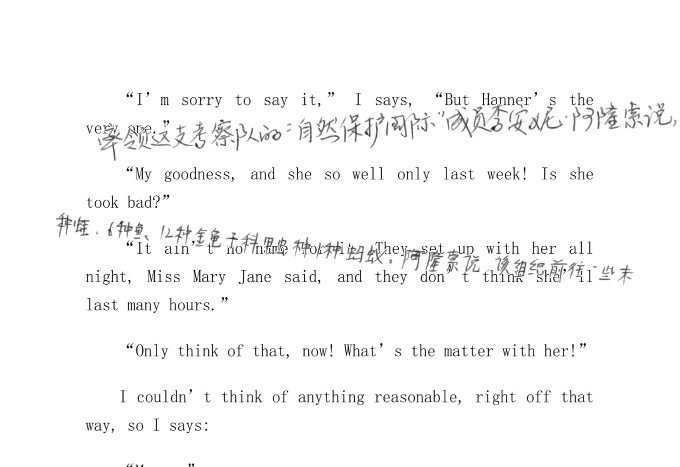 “I’m sorry to say it,” I says, “But Hanner’s the
very one.”
率领这支考察队的“自然保护国际”成员李安妮·阿隆索说,
“My goodness, and she so well only last week! Is she
took bad?”
种蛙、6种鱼、12种金龟子科昆虫种、种蚂蚁。阿隆索说,该组织前往一些未
“It ain’t no name for it. They set up with her all
night, Miss Mary Jane said, and they don’t think she’ll
last many hours.”
“Only think of that, now! What’s the matter with her!”
I couldn’t think of anything reasonable, right off that
way, so I says: